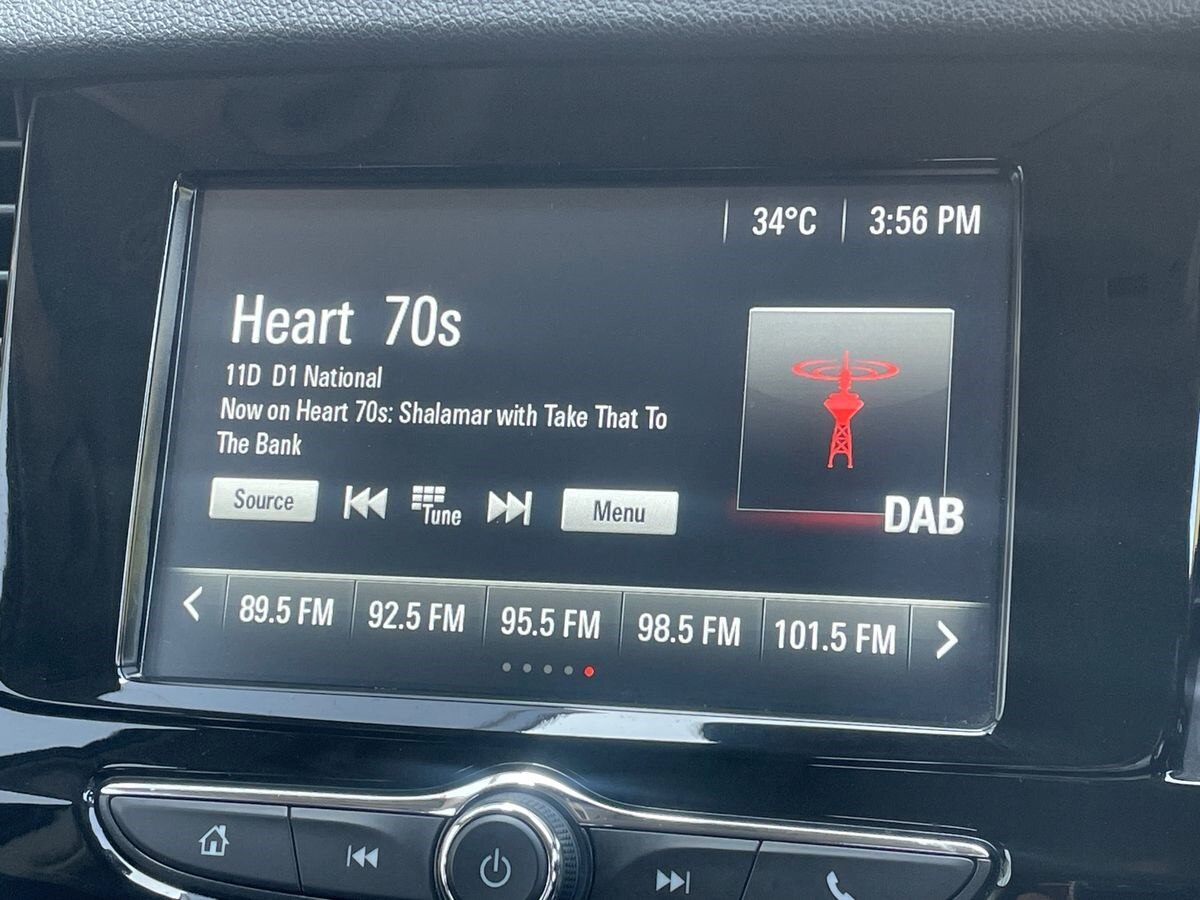 34°C 3:56 PM
Heart 70s
11D D1 National
Now on Heart 70s: Shalamar with Take That To
The Bank
Source Tune Menu
DAB
89.5 FM 92.5 FM 95.5 FM 98.5 FM 101.5 FM